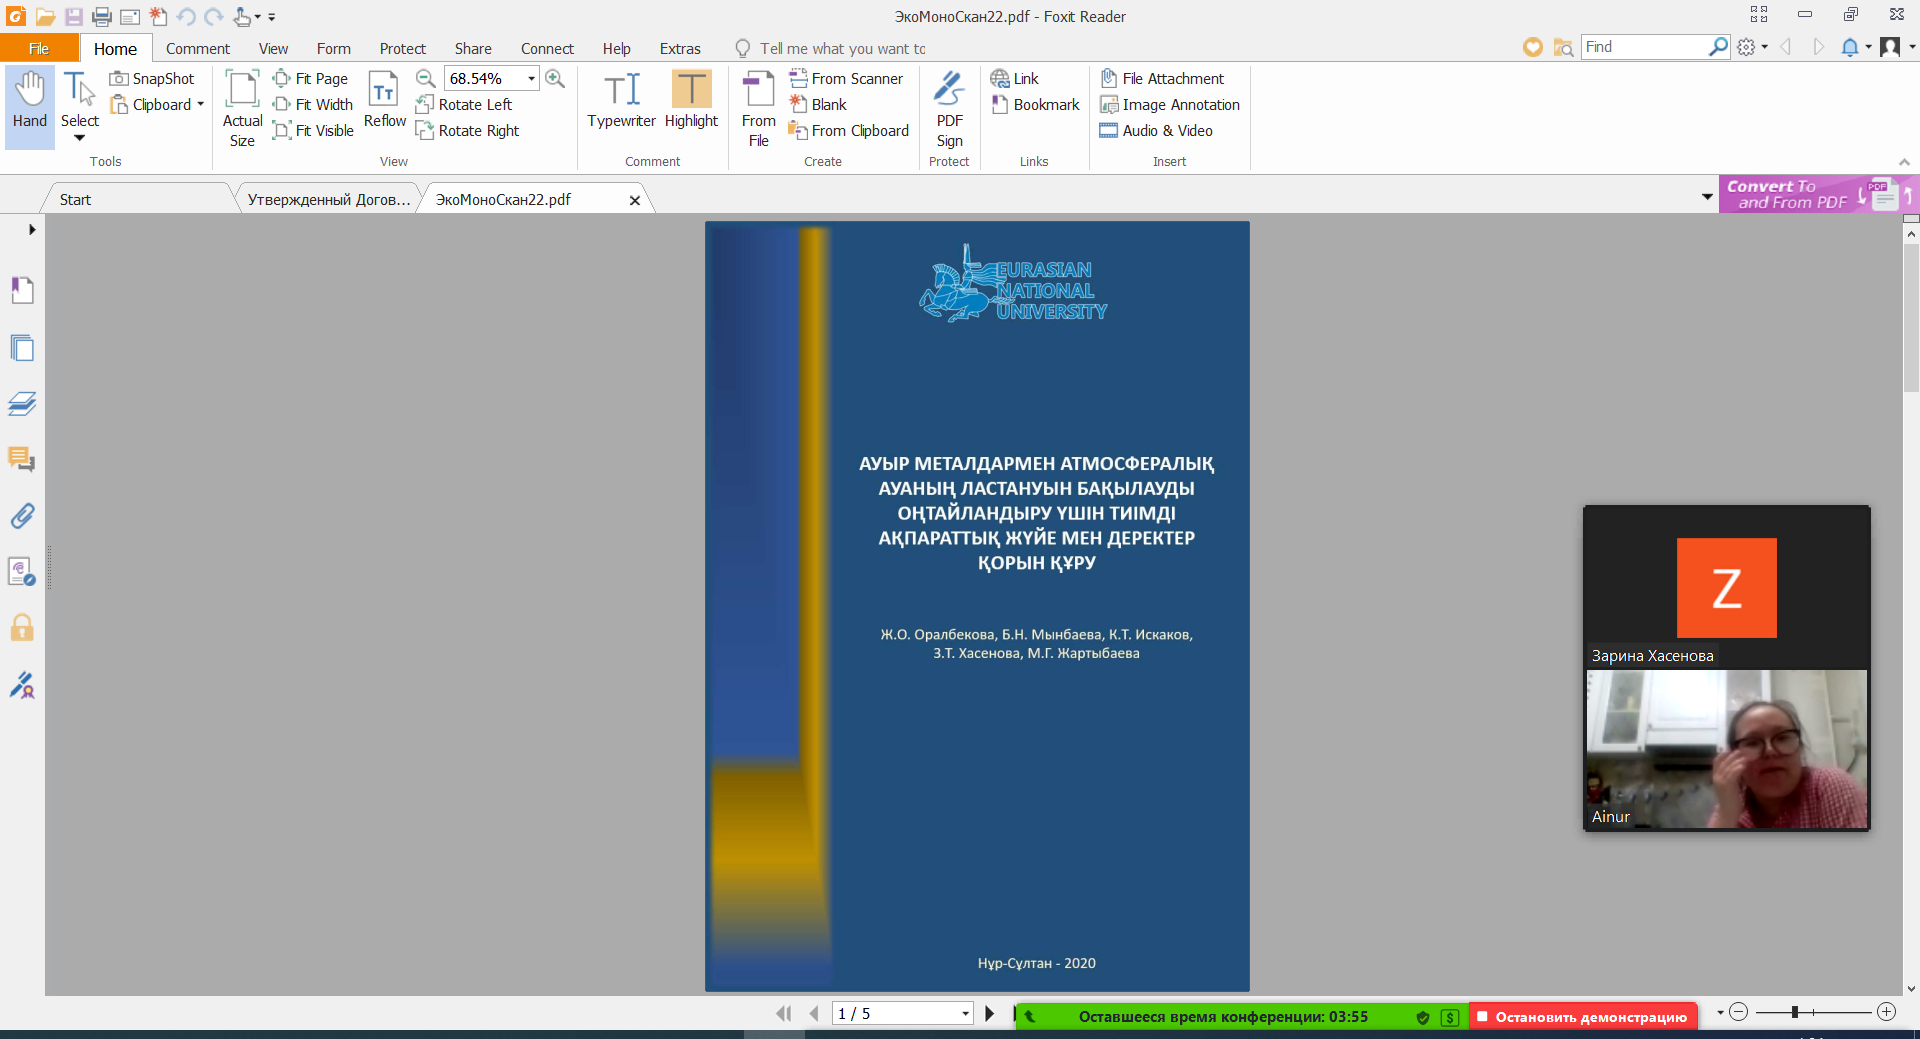 ЭкоМоноСкан22.pdf - Foxit Reader
File
Home
Comment
View
Form
Protect
Share
Connect
Help
Extras
Tell me what you want to
Find
Hand
Select
SnapShot
Clipboard
Tools
Actual Size
Fit Page
Fit Width
Fit Visible
Reflow
68.54%
Rotate Left
Rotate Right
View
Typewriter
Highlight
Comment
From File
From Scanner
Blank
From Clipboard
Create
PDF Sign
Protect
Link
Bookmark
Links
File Attachment
Image Annotation
Audio & Video
Insert
Start
Утвержденный Догов...
ЭкоМоноСкан22.pdf
Convert To
and From PDF
PDF
EURASIAN
NATIONAL
UNIVERSITY
АУЫР МЕТАЛДАРМЕН АТМОСФЕРАЛЫҚ
АУАНЫҢ ЛАСТАНУЫН БАҚЫЛАУДЫ
ОҢТАЙЛАНДЫРУ ҮШІН ТИІМДІ
АҚПАРАТТЫҚ ЖҮЙЕ МЕН ДЕРЕКТЕР
ҚОРЫН ҚҰРУ
Ж.О. Оралбекова, Б.Н. Мынбаева, К.Т. Искаков,
З.Т. Хасенова, М.Г. Жартыбаева
Нұр-Сұлтан - 2020
Z
Зарина Хасенова
Ainur
1 / 5
Оставшееся время конференции: 03:55
Остановить демонстрацию